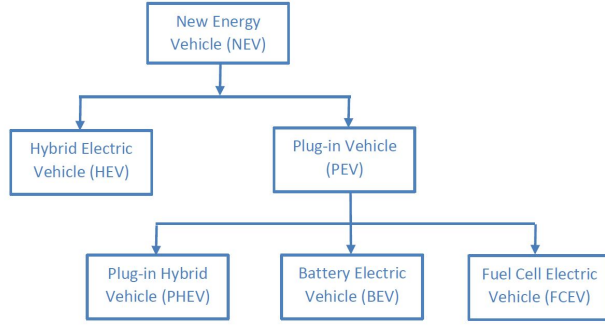 New Energy
Vehicle (NEV)
Hybrid Electric
Vehicle (HEV)
Plug-in Vehicle
(PEV)
Plug-in Hybrid
Vehicle (PHEV)
Battery Electric
Vehicle (BEV)
Fuel Cell Electric
Vehicle (FCEV)